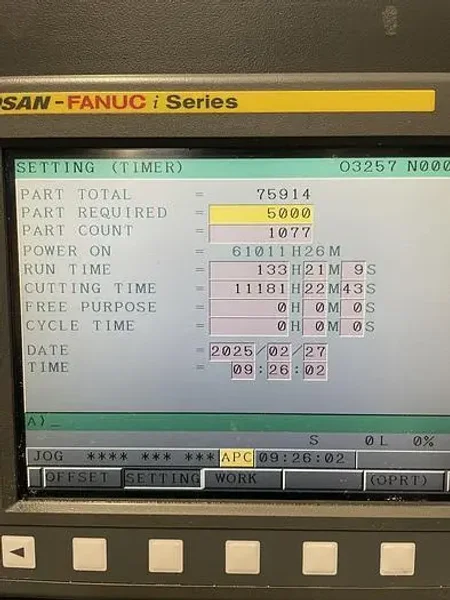 OSAN-FANUC i Series
SETTING (TIMER) O3257 N000
PART TOTAL = 75914
PART REQUIRED = 5000
PART COUNT = 1077
POWER ON = 61011H26M
RUN TIME = 133H21M 9S
CUTTING TIME = 11181H22M43S
FREE PURPOSE = 0H 0M 0S
CYCLE TIME = 0H 0M 0S
DATE = 2025/02/27
TIME = 09:26:02
A)_
S 0L 0%
JOG **** *** *** APC 09:26:02
OFFSET SETTING WORK (OPRT)